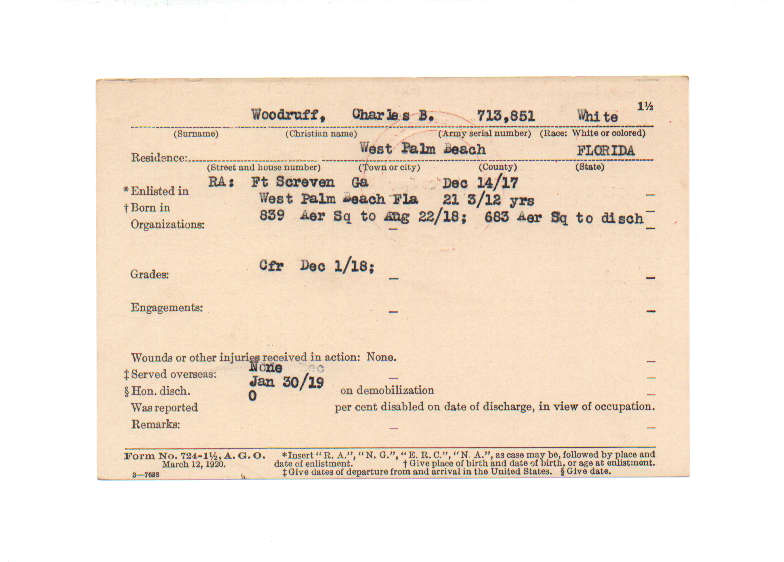 Woodruff, Charles B. 713,851 White 1½
(Surname) (Christian name) (Army serial number) (Race: White or colored)
Residence: West Palm Beach FLORIDA
(Street and house number) (Town or city) (County) (State)
*Enlisted in RA: Ft Screven Ga Dec 14/17
†Born in West Palm Beach Fla 21 3/12 yrs
Organizations: 839 Aer Sq to Aug 22/18; 683 Aer Sq to disch
Grades: Cfr Dec 1/18;
Engagements:
Wounds or other injuries received in action: None.
‡Served overseas: None
§Hon. disch. Jan 30/19 on demobilization
Was reported 0 per cent disabled on date of discharge, in view of occupation.
Remarks:
Form No. 724-1½, A. G. O. *Insert "R. A.", "N. G.", "E. R. C.", "N. A.", as case may be, followed by place and
March 12, 1920. date of enlistment. †Give place of birth and date of birth, or age at enlistment.
3—7688 ‡Give dates of departure from and arrival in the United States. §Give date.